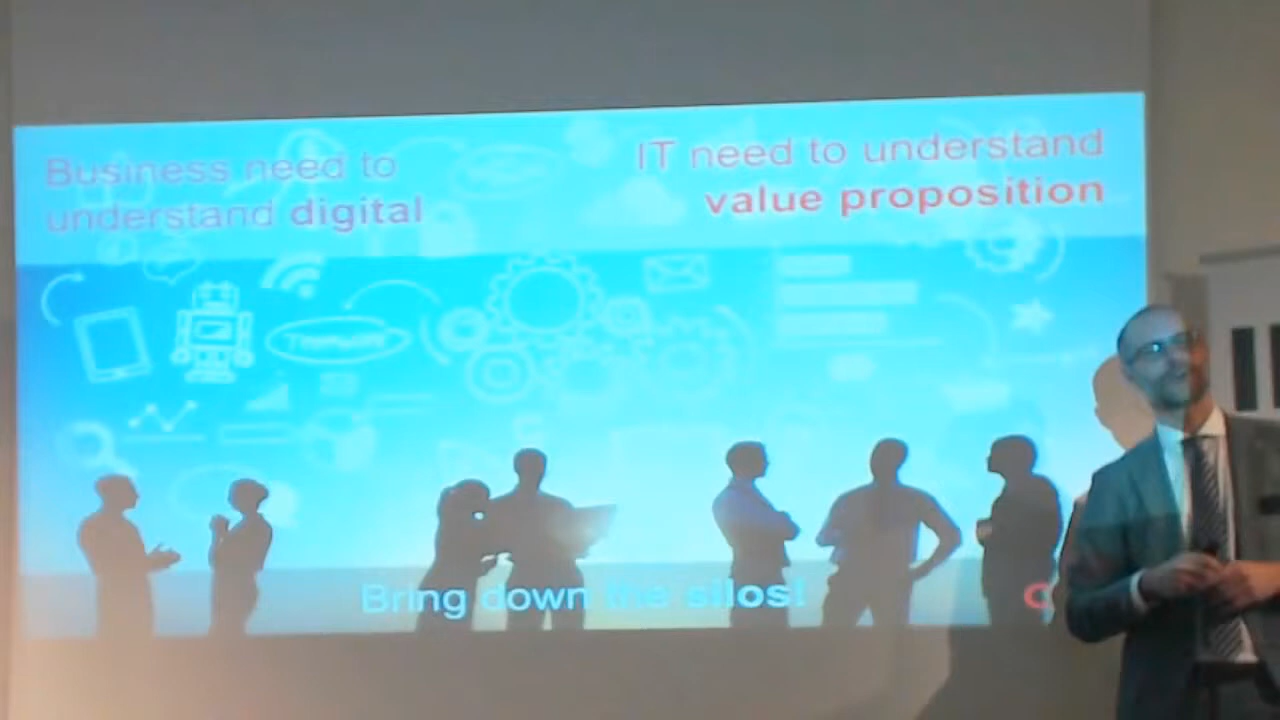 Business need to
understand digital
IT need to understand
value proposition
Bring down the silos!